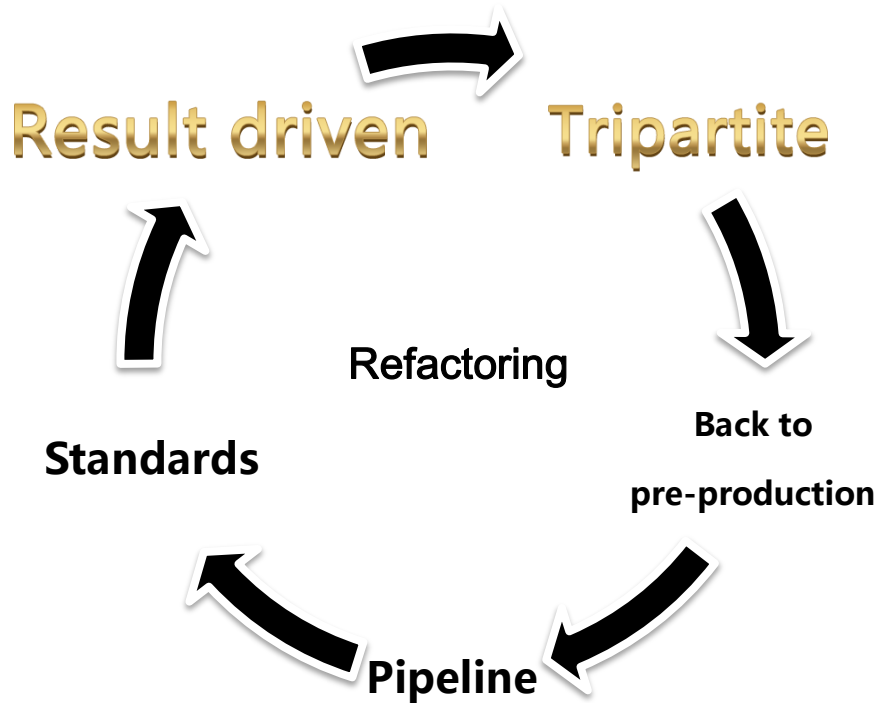 Result driven
Tripartite
Refactoring
Back to
pre-production
Standards
Pipeline